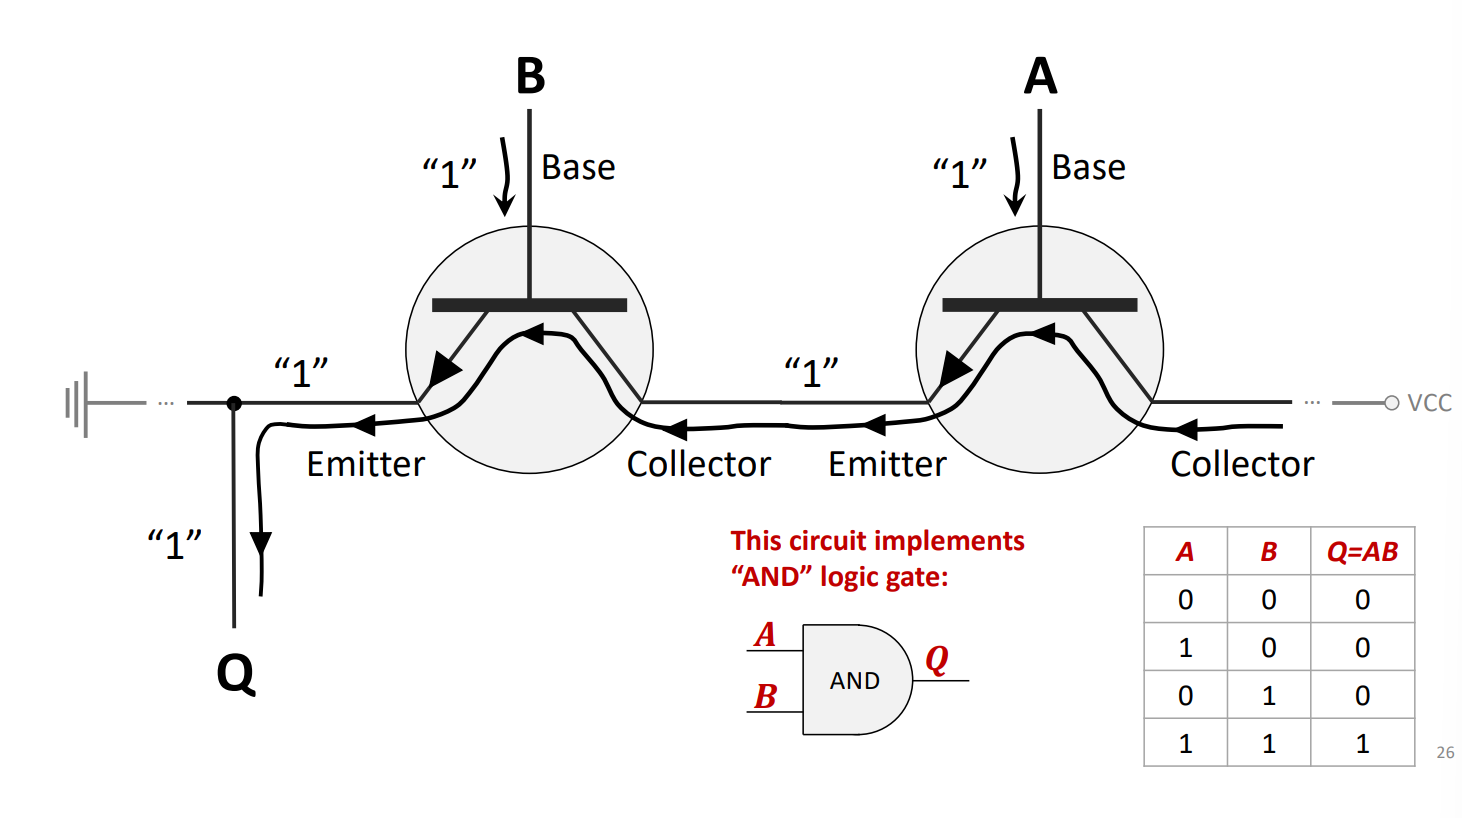 B
A
“1”
Base
“1”
Base
“1”
“1”
...
...
VCC
Emitter
Collector
Emitter
Collector
“1”
Q
This circuit implements
“AND” logic gate:
A
B
AND
Q
A B Q=AB
0 0 0
1 0 0
0 1 0
1 1 1
26